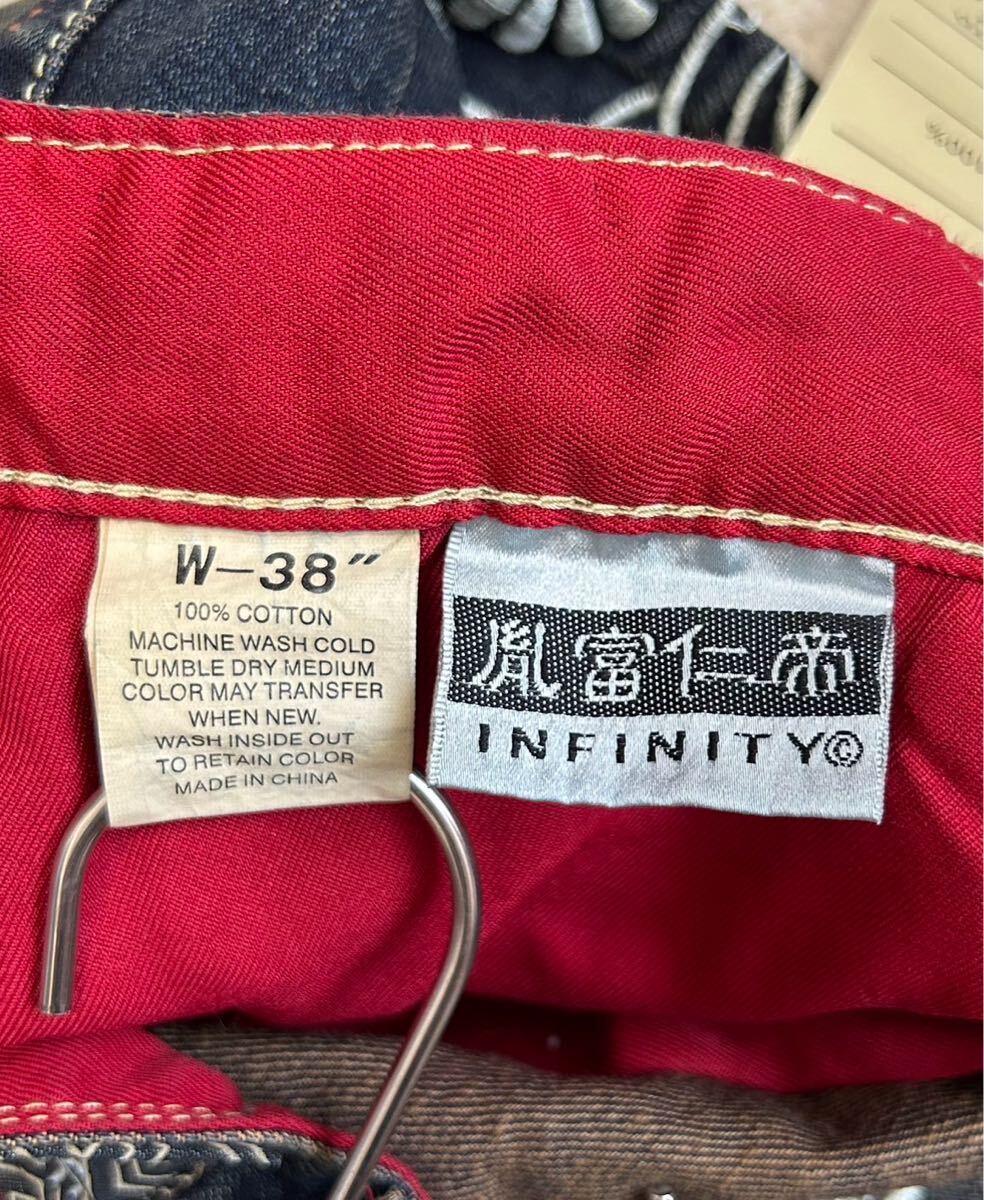 W-38"
100% COTTON
MACHINE WASH COLD
TUMBLE DRY MEDIUM
COLOR MAY TRANSFER
WHEN NEW.
WASH INSIDE OUT
TO RETAIN COLOR
MADE IN CHINA
胤富仁帝
INFINITY©